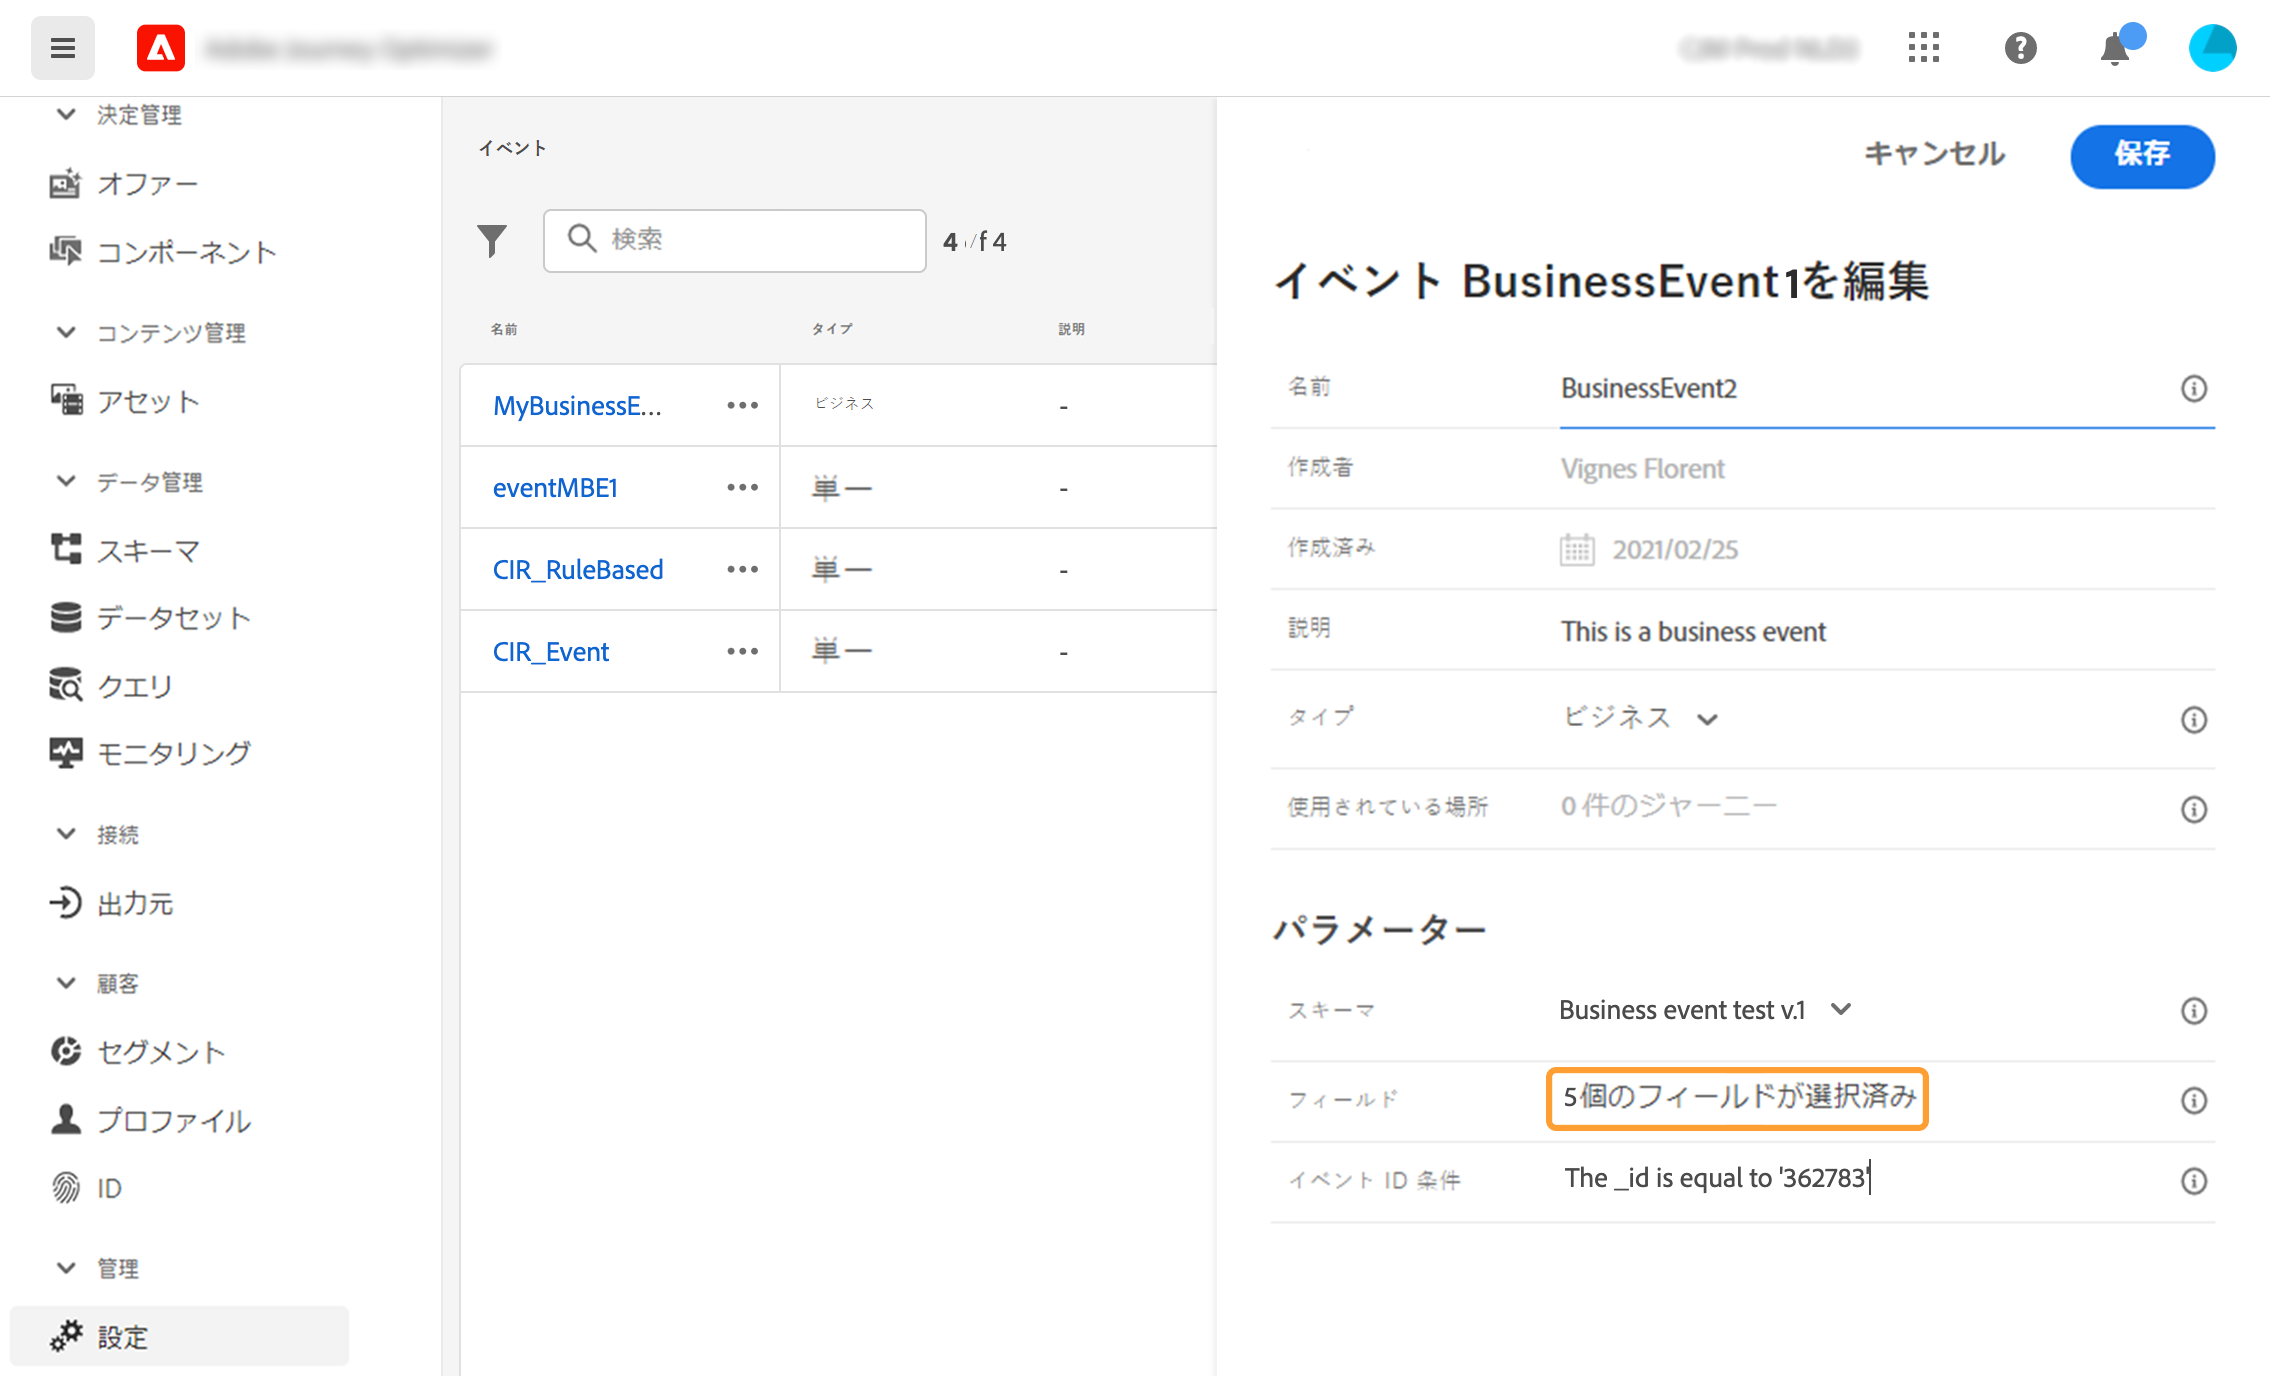 決定管理
オファー
コンポーネント
コンテンツ管理
アセット
データ管理
スキーマ
データセット
クエリ
モニタリング
接続
出力元
顧客
セグメント
プロファイル
ID
管理
設定
イベント
検索
4 / f 4
名前 タイプ 説明
MyBusinessE... ビジネス -
eventMBE1 単一 -
CIR_RuleBased 単一 -
CIR_Event 単一 -
キャンセル 保存
イベント BusinessEvent1を編集
名前 BusinessEvent2
作成者 Vignes Florent
作成済み 2021/02/25
説明 This is a business event
タイプ ビジネス
使用されている場所 0 件のジャーニー
パラメーター
スキーマ Business event test v.1
フィールド 5個のフィールドが選択済み
イベント ID 条件 The _id is equal to '362783'